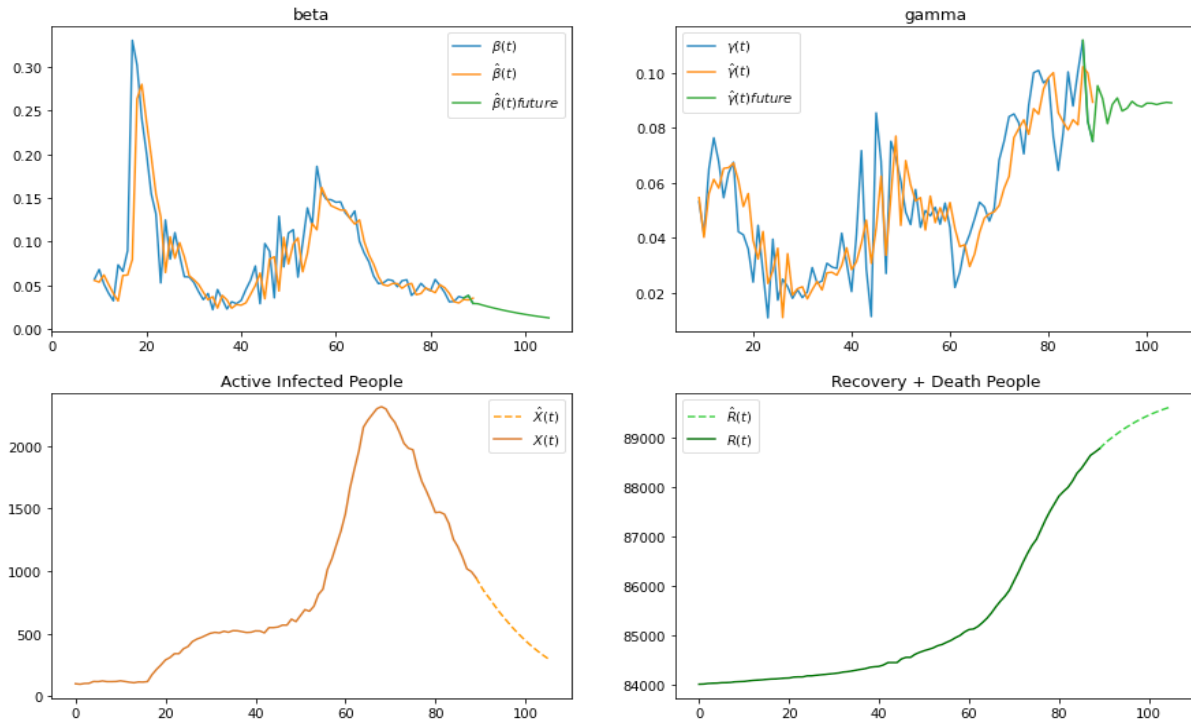 beta
0.30
0.25
0.20
0.15
0.10
0.05
0.00
0 20 40 60 80 100
β(t)
β̂(t)
β̂(t)future
gamma
0.10
0.08
0.06
0.04
0.02
20 40 60 80 100
γ(t)
γ̂(t)
γ̂(t)future
Active Infected People
2000
1500
1000
500
0
0 20 40 60 80 100
X̂(t)
X(t)
Recovery + Death People
89000
88000
87000
86000
85000
84000
0 20 40 60 80 100
R̂(t)
R(t)